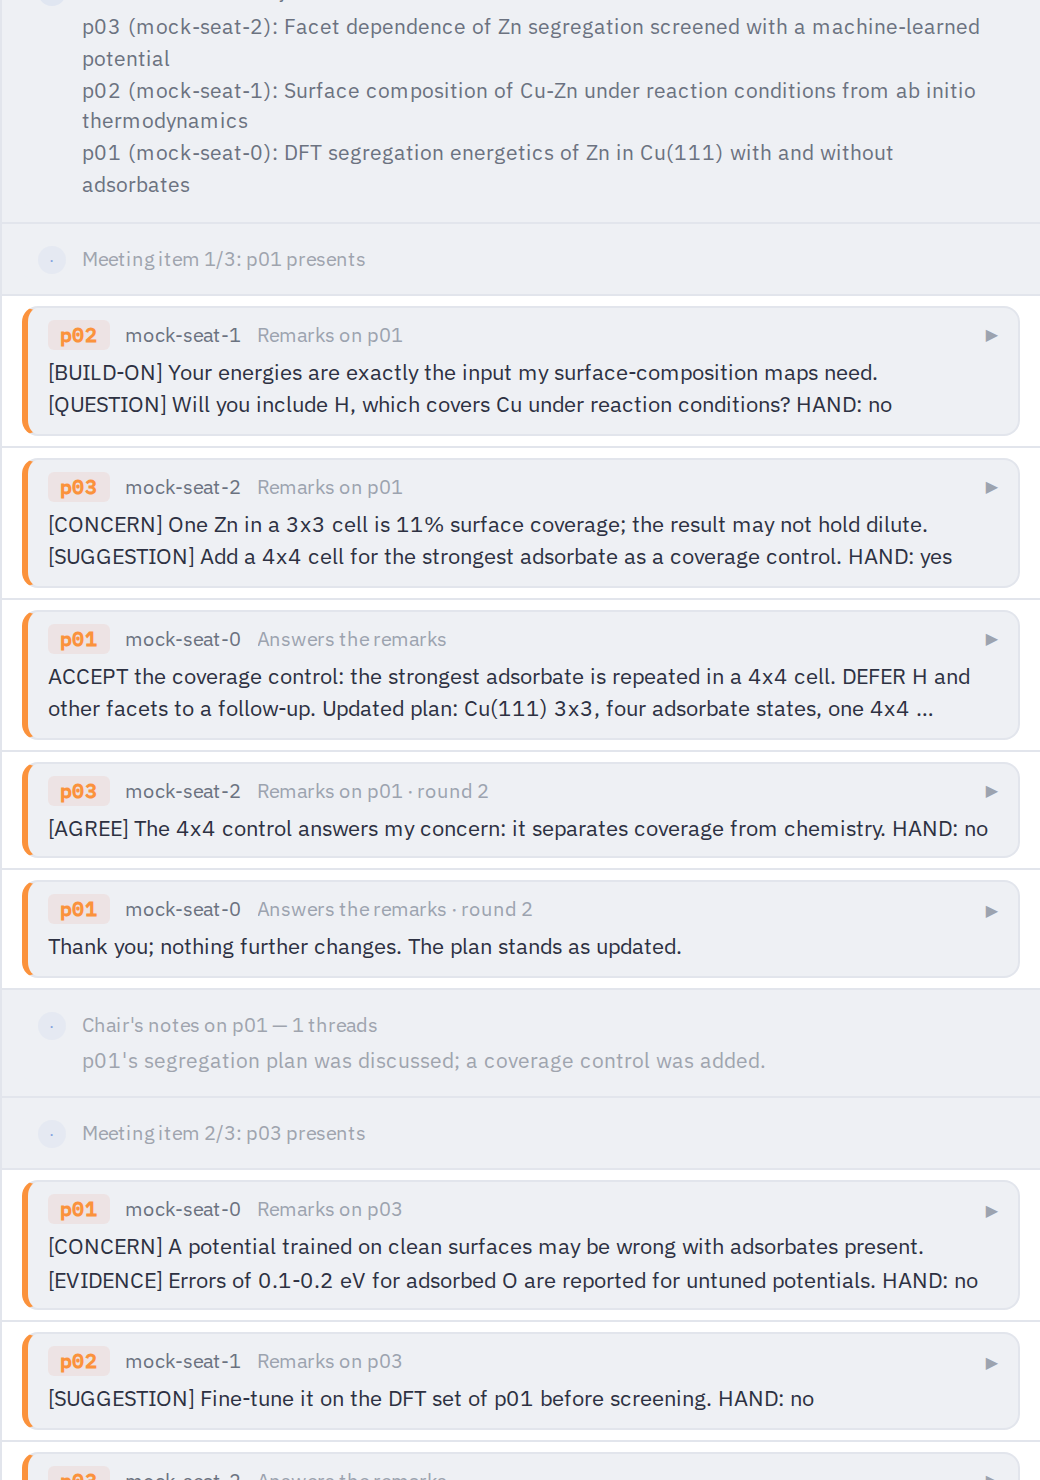 p03 (mock-seat-2): Facet dependence of Zn segregation screened with a machine-learned
potential
p02 (mock-seat-1): Surface composition of Cu-Zn under reaction conditions from ab initio
thermodynamics
p01 (mock-seat-0): DFT segregation energetics of Zn in Cu(111) with and without
adsorbates
Meeting item 1/3: p01 presents
p02 mock-seat-1 Remarks on p01 ▶
[BUILD-ON] Your energies are exactly the input my surface-composition maps need.
[QUESTION] Will you include H, which covers Cu under reaction conditions? HAND: no
p03 mock-seat-2 Remarks on p01 ▶
[CONCERN] One Zn in a 3x3 cell is 11% surface coverage; the result may not hold dilute.
[SUGGESTION] Add a 4x4 cell for the strongest adsorbate as a coverage control. HAND: yes
p01 mock-seat-0 Answers the remarks ▶
ACCEPT the coverage control: the strongest adsorbate is repeated in a 4x4 cell. DEFER H and
other facets to a follow-up. Updated plan: Cu(111) 3x3, four adsorbate states, one 4x4 ...
p03 mock-seat-2 Remarks on p01 · round 2 ▶
[AGREE] The 4x4 control answers my concern: it separates coverage from chemistry. HAND: no
p01 mock-seat-0 Answers the remarks · round 2 ▶
Thank you; nothing further changes. The plan stands as updated.
Chair's notes on p01 — 1 threads
p01's segregation plan was discussed; a coverage control was added.
Meeting item 2/3: p03 presents
p01 mock-seat-0 Remarks on p03 ▶
[CONCERN] A potential trained on clean surfaces may be wrong with adsorbates present.
[EVIDENCE] Errors of 0.1-0.2 eV for adsorbed O are reported for untuned potentials. HAND: no
p02 mock-seat-1 Remarks on p03 ▶
[SUGGESTION] Fine-tune it on the DFT set of p01 before screening. HAND: no